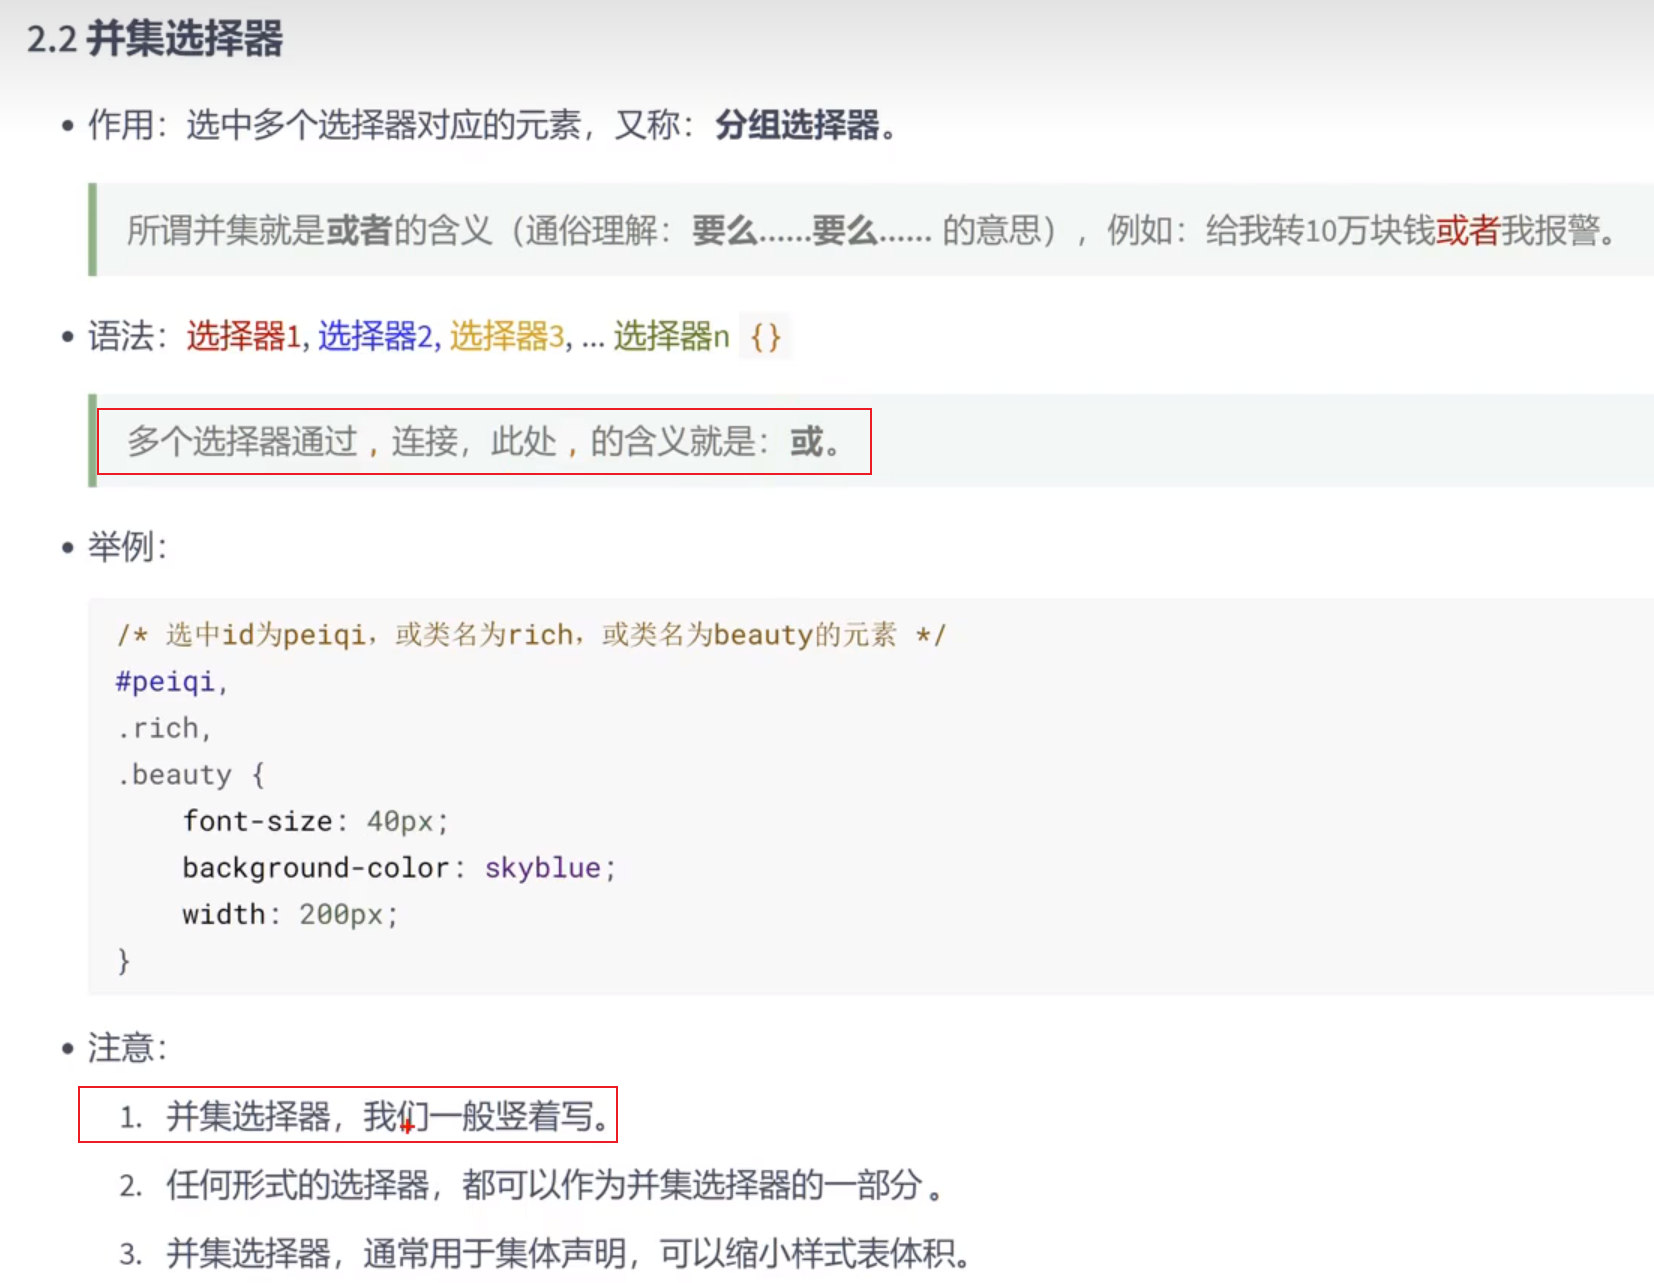 2.2 并集选择器
• 作用：选中多个选择器对应的元素，又称：分组选择器。
所谓并集就是或者的含义（通俗理解：要么......要么...... 的意思），例如：给我转10万块钱或者我报警。
• 语法：选择器1, 选择器2, 选择器3, ... 选择器n {}
多个选择器通过 , 连接，此处 , 的含义就是：或。
• 举例：
/* 选中id为peiqi，或类名为rich，或类名为beauty的元素 */
#peiqi,
.rich,
.beauty {
    font-size: 40px;
    background-color: skyblue;
    width: 200px;
}
• 注意：
1. 并集选择器，我们一般竖着写。
2. 任何形式的选择器，都可以作为并集选择器的一部分 。
3. 并集选择器，通常用于集体声明，可以缩小样式表体积。